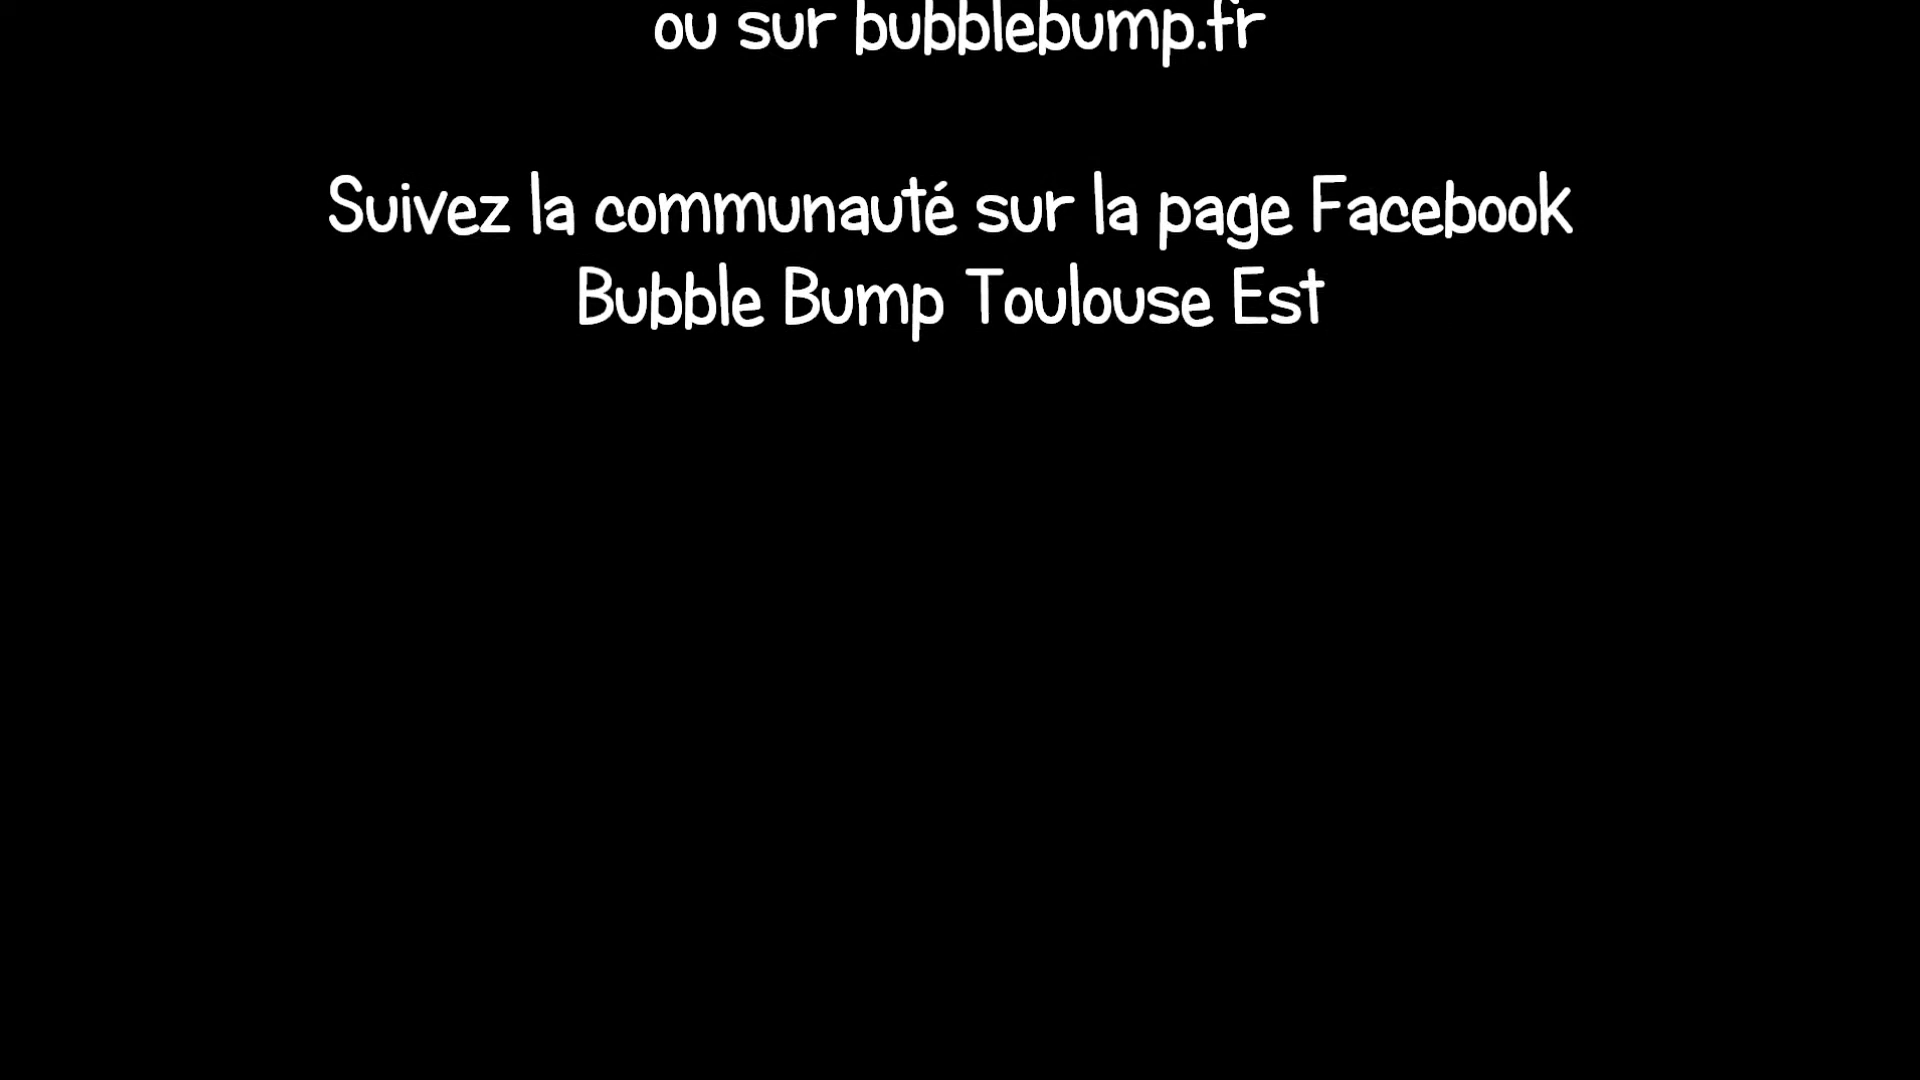 ou sur bubblebump.fr
Suivez la communauté sur la page Facebook
Bubble Bump Toulouse Est